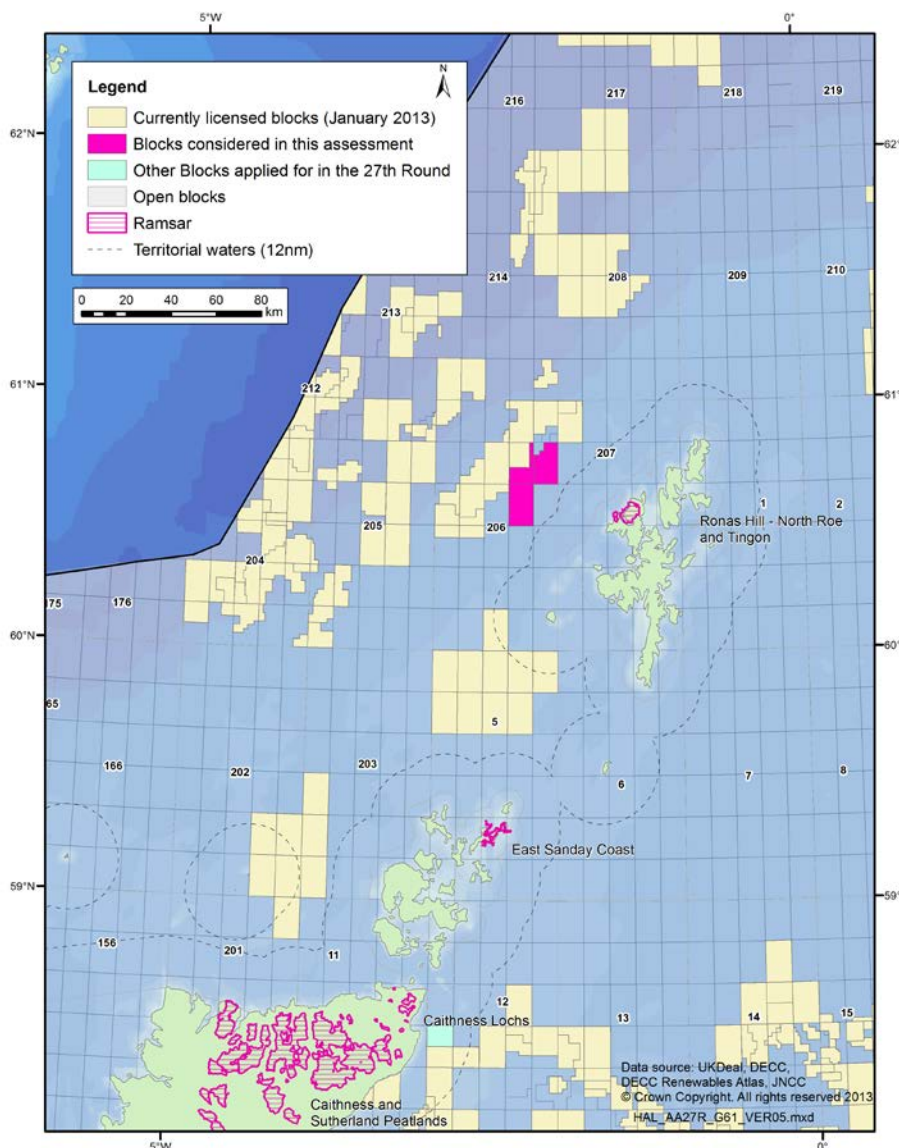 5°W
0°
Legend
N
Currently licensed blocks (January 2013)
Blocks considered in this assessment
Other Blocks applied for in the 27th Round
Open blocks
Ramsar
Territorial waters (12nm)
0 20 40 60 80
km
216
217
218
219
62°N
62°N
214
208
209
210
213
61°N
212
61°N
207
206
205
204
1
2
Ronas Hill - North Roe
and Tingon
175
176
60°N
60°N
165
5
166
202
203
6
7
8
East Sanday Coast
59°N
59°N
156
201
11
12
13
14
15
Caithness Lochs
Caithness and
Sutherland Peatlands
Data source: UKDeal, DECC,
DECC Renewables Atlas, JNCC
© Crown Copyright. All rights reserved 2013
HAL_AA27R_G61_VER05.mxd
5°W
0°